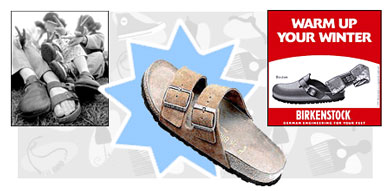 WARM UP
YOUR WINTER
BIRKENSTOCK
GERMAN ENGINEERING FOR YOUR FEET